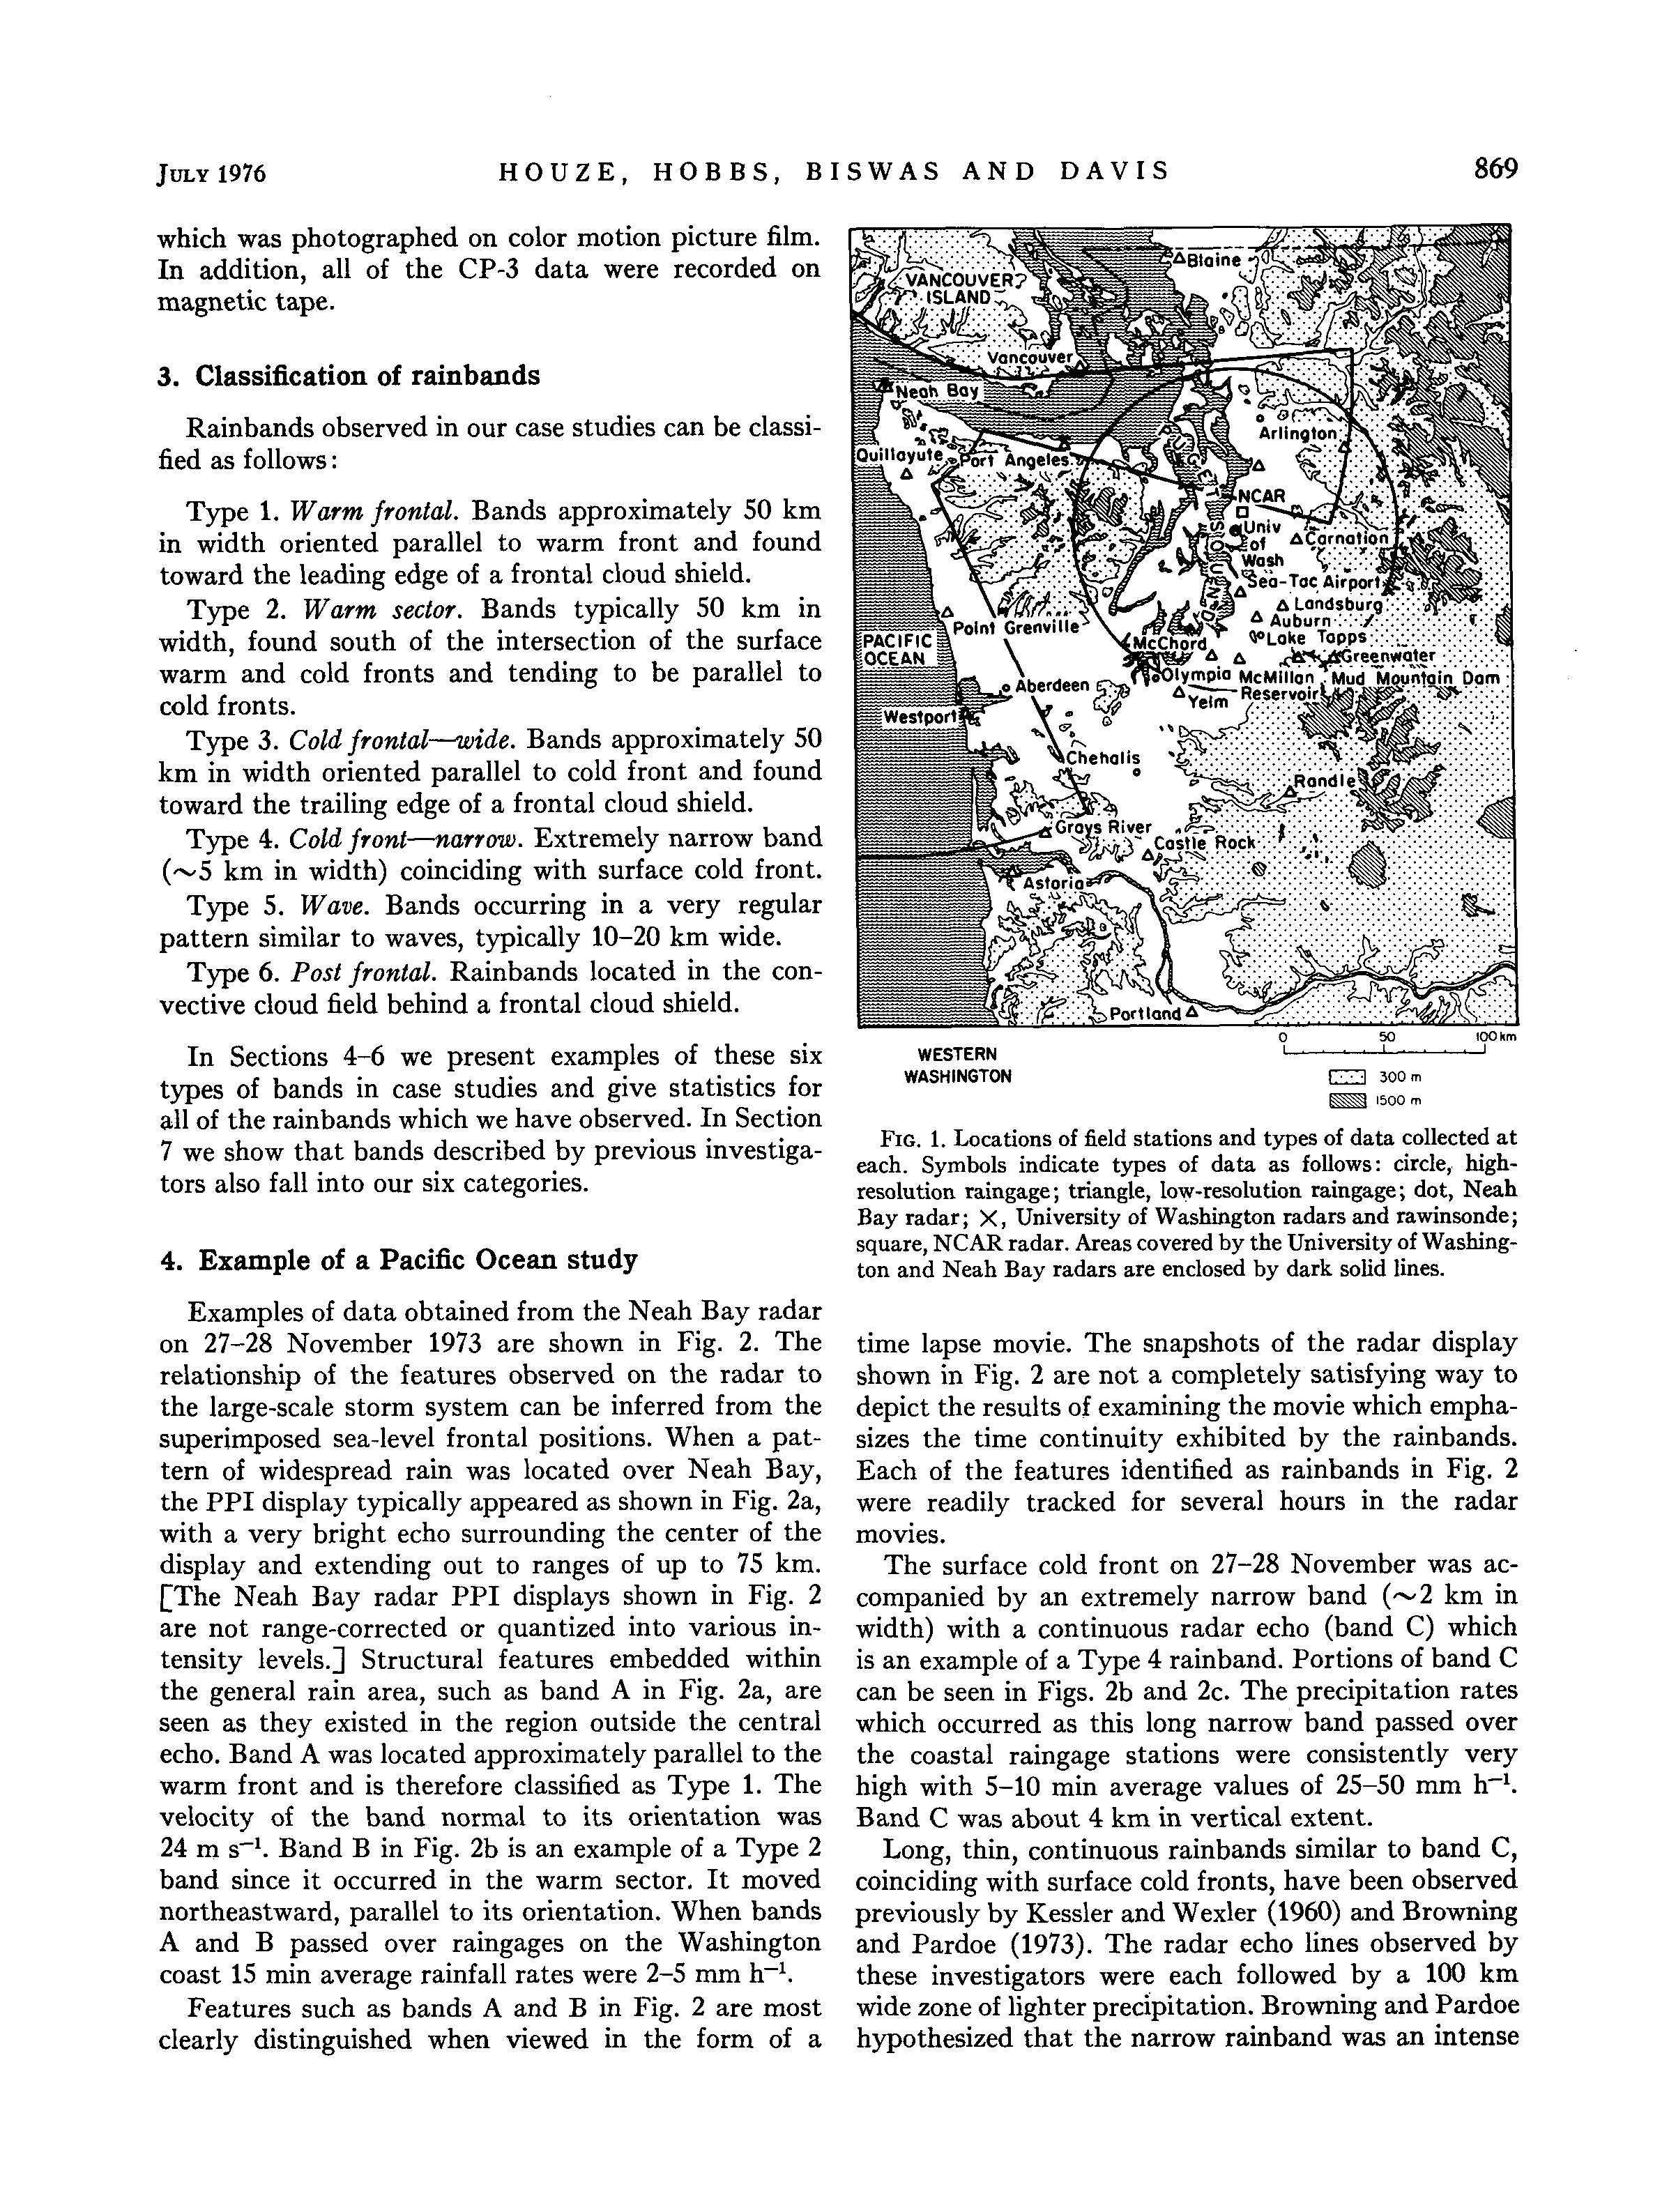 JULY 1976
HOUZE, HOBBS, BISWAS AND DAVIS
869
which was photographed on color motion picture film.
In addition, all of the CP-3 data were recorded on
magnetic tape.
3. Classification of rainbands
Rainbands observed in our case studies can be classi-
fied as follows:
Type 1. Warm frontal. Bands approximately 50 km
in width oriented parallel to warm front and found
toward the leading edge of a frontal cloud shield.
Type 2. Warm sector. Bands typically 50 km in
width, found south of the intersection of the surface
warm and cold fronts and tending to be parallel to
cold fronts.
Type 3. Cold frontal—wide. Bands approximately 50
km in width oriented parallel to cold front and found
toward the trailing edge of a frontal cloud shield.
Type 4. Cold front—narrow. Extremely narrow band
(∼5 km in width) coinciding with surface cold front.
Type 5. Wave. Bands occurring in a very regular
pattern similar to waves, typically 10–20 km wide.
Type 6. Post frontal. Rainbands located in the con-
vective cloud field behind a frontal cloud shield.
In Sections 4–6 we present examples of these six
types of bands in case studies and give statistics for
all of the rainbands which we have observed. In Section
7 we show that bands described by previous investiga-
tors also fall into our six categories.
4. Example of a Pacific Ocean study
Examples of data obtained from the Neah Bay radar
on 27–28 November 1973 are shown in Fig. 2. The
relationship of the features observed on the radar to
the large-scale storm system can be inferred from the
superimposed sea-level frontal positions. When a pat-
tern of widespread rain was located over Neah Bay,
the PPI display typically appeared as shown in Fig. 2a,
with a very bright echo surrounding the center of the
display and extending out to ranges of up to 75 km.
[The Neah Bay radar PPI displays shown in Fig. 2
are not range-corrected or quantized into various in-
tensity levels.] Structural features embedded within
the general rain area, such as band A in Fig. 2a, are
seen as they existed in the region outside the central
echo. Band A was located approximately parallel to the
warm front and is therefore classified as Type 1. The
velocity of the band normal to its orientation was
24 m s⁻¹. Band B in Fig. 2b is an example of a Type 2
band since it occurred in the warm sector. It moved
northeastward, parallel to its orientation. When bands
A and B passed over raingages on the Washington
coast 15 min average rainfall rates were 2–5 mm h⁻¹.
Features such as bands A and B in Fig. 2 are most
clearly distinguished when viewed in the form of a
Blaine
VANCOUVER
ISLAND
Vancouver
Neah Bay
Arlington
Quillayute
Port Angeles
PUGET SOUND
NCAR
Univ
of
Wash
Carnation
Sea-Tac Airport
Landsburg
Auburn
Point Grenville
PACIFIC
OCEAN
McChord
Lake Tapps
Greenwater
Olympia
McMillan
Reservoir
Mud Mountain Dam
Aberdeen
Yelm
Westport
Chehalis
Randle
Grays River
Castle Rock
Astoria
Portland
WESTERN
WASHINGTON
0 50 100 km
300 m
1500 m
FIG. 1. Locations of field stations and types of data collected at
each. Symbols indicate types of data as follows: circle, high-
resolution raingage; triangle, low-resolution raingage; dot, Neah
Bay radar; X, University of Washington radars and rawinsonde;
square, NCAR radar. Areas covered by the University of Washing-
ton and Neah Bay radars are enclosed by dark solid lines.
time lapse movie. The snapshots of the radar display
shown in Fig. 2 are not a completely satisfying way to
depict the results of examining the movie which empha-
sizes the time continuity exhibited by the rainbands.
Each of the features identified as rainbands in Fig. 2
were readily tracked for several hours in the radar
movies.
The surface cold front on 27–28 November was ac-
companied by an extremely narrow band (∼2 km in
width) with a continuous radar echo (band C) which
is an example of a Type 4 rainband. Portions of band C
can be seen in Figs. 2b and 2c. The precipitation rates
which occurred as this long narrow band passed over
the coastal raingage stations were consistently very
high with 5–10 min average values of 25–50 mm h⁻¹.
Band C was about 4 km in vertical extent.
Long, thin, continuous rainbands similar to band C,
coinciding with surface cold fronts, have been observed
previously by Kessler and Wexler (1960) and Browning
and Pardoe (1973). The radar echo lines observed by
these investigators were each followed by a 100 km
wide zone of lighter precipitation. Browning and Pardoe
hypothesized that the narrow rainband was an intense